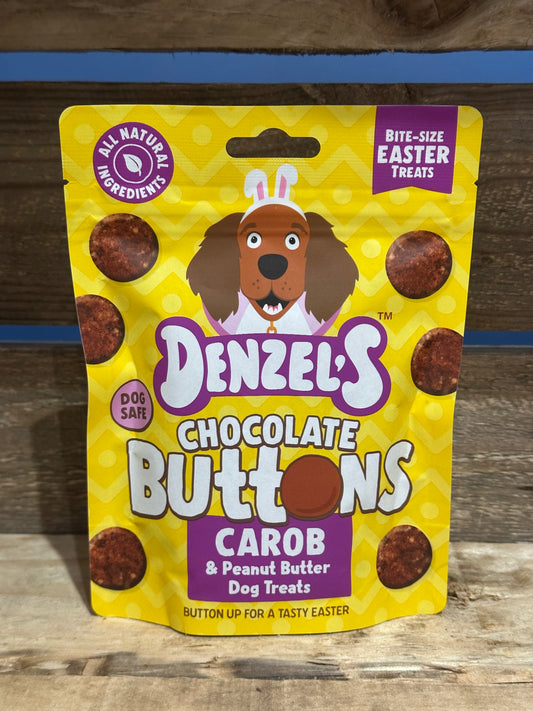 ALL NATURAL
INGREDIENTS
BITE-SIZE
EASTER
TREATS
DENZEL'S™
DOG
SAFE
CHOCOLATE
BUttONS
CAROB
& Peanut Butter
Dog Treats
BUTTON UP FOR A TASTY EASTER